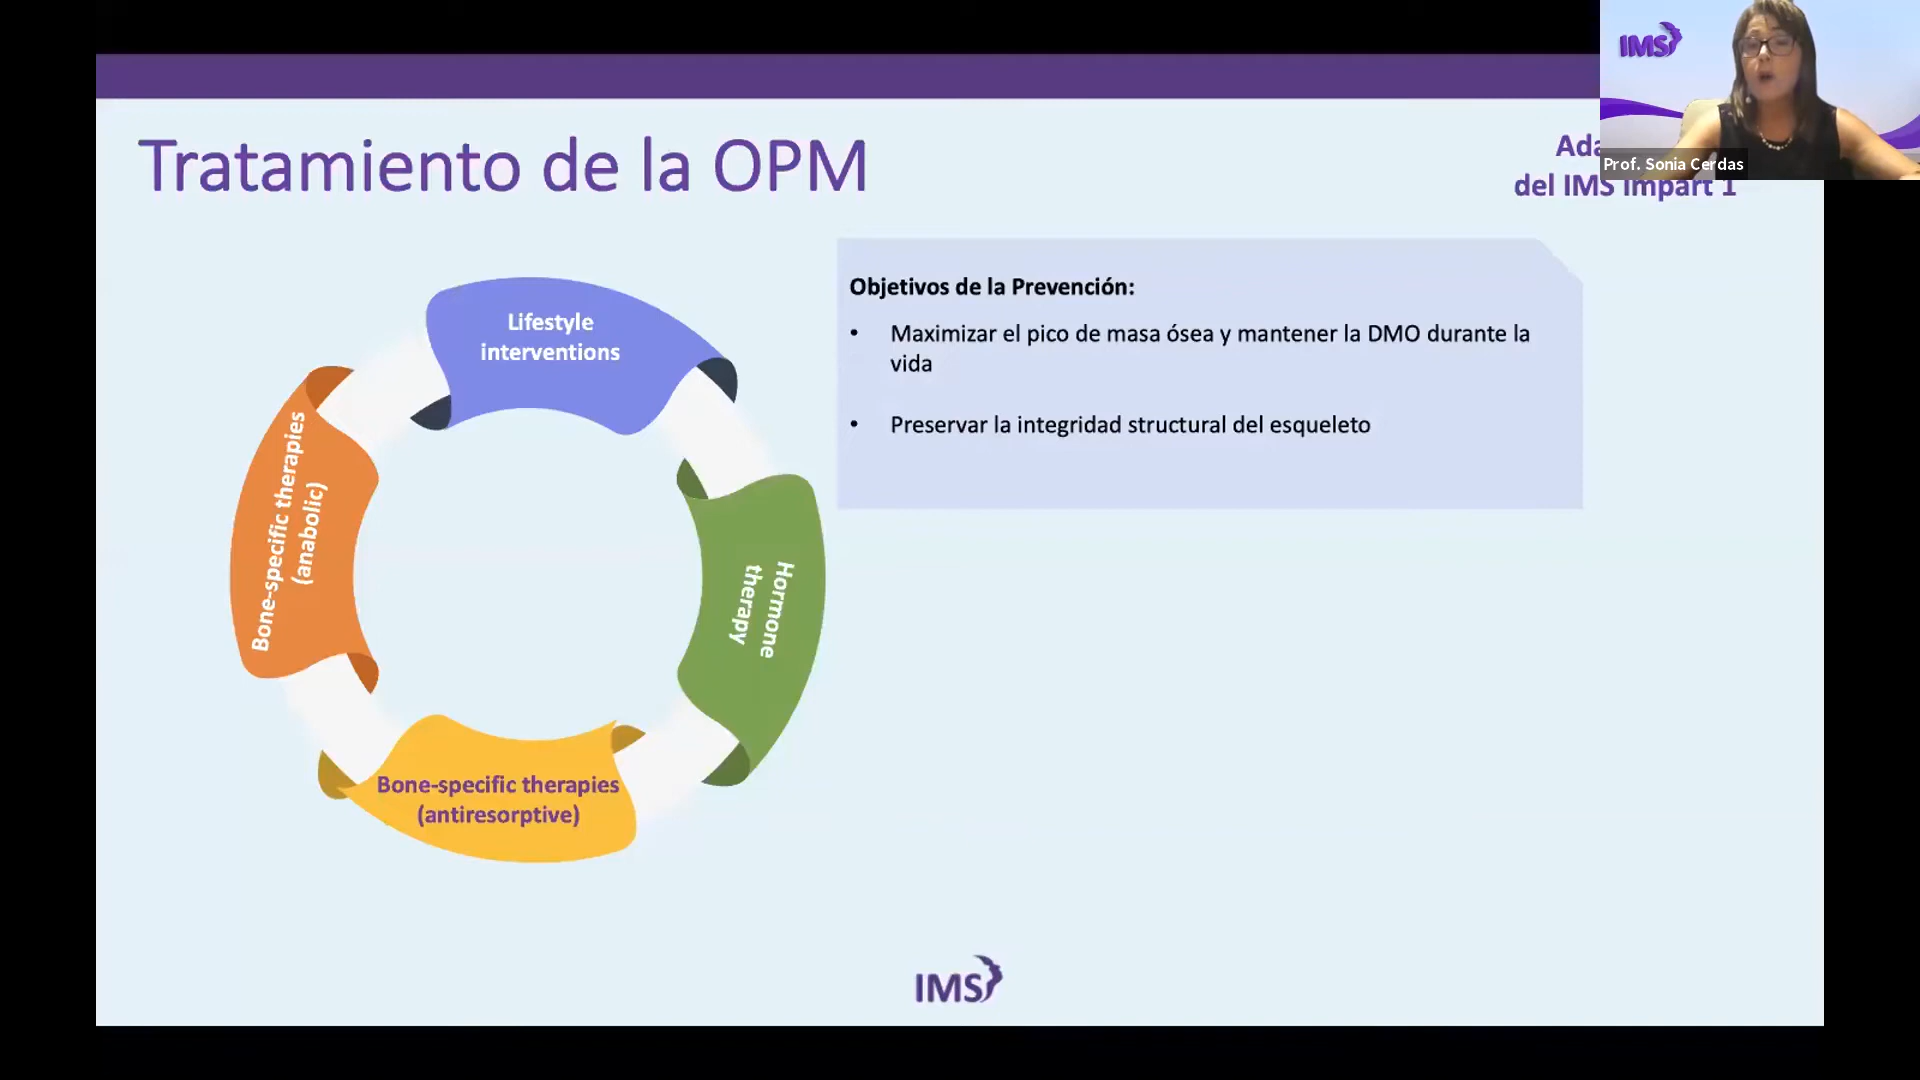 IMS
Prof. Sonia Cerdas
Tratamiento de la OPM
del IMS Impart 1
Objetivos de la Prevención:
• Maximizar el pico de masa ósea y mantener la DMO durante la
vida
• Preservar la integridad structural del esqueleto
Lifestyle
interventions
Hormone
therapy
Bone-specific therapies
(antiresorptive)
Bone-specific therapies
(anabolic)
IMS